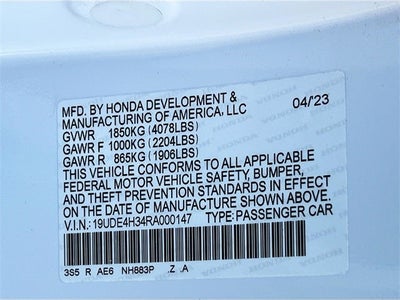 MFD. BY HONDA DEVELOPMENT &
MANUFACTURING OF AMERICA, LLC 04/23
GVWR 1850KG (4078LBS)
GAWR F 1000KG (2204LBS)
GAWR R 865KG (1906LBS)
THIS VEHICLE CONFORMS TO ALL APPLICABLE
FEDERAL MOTOR VEHICLE SAFETY, BUMPER,
AND THEFT PREVENTION STANDARDS IN EFFECT
ON THE DATE OF MANUFACTURE SHOWN ABOVE.
V.I.N.: 19UDE4H34RA000147 TYPE: PASSENGER CAR
3S5 R AE6 NH883P .Z .A